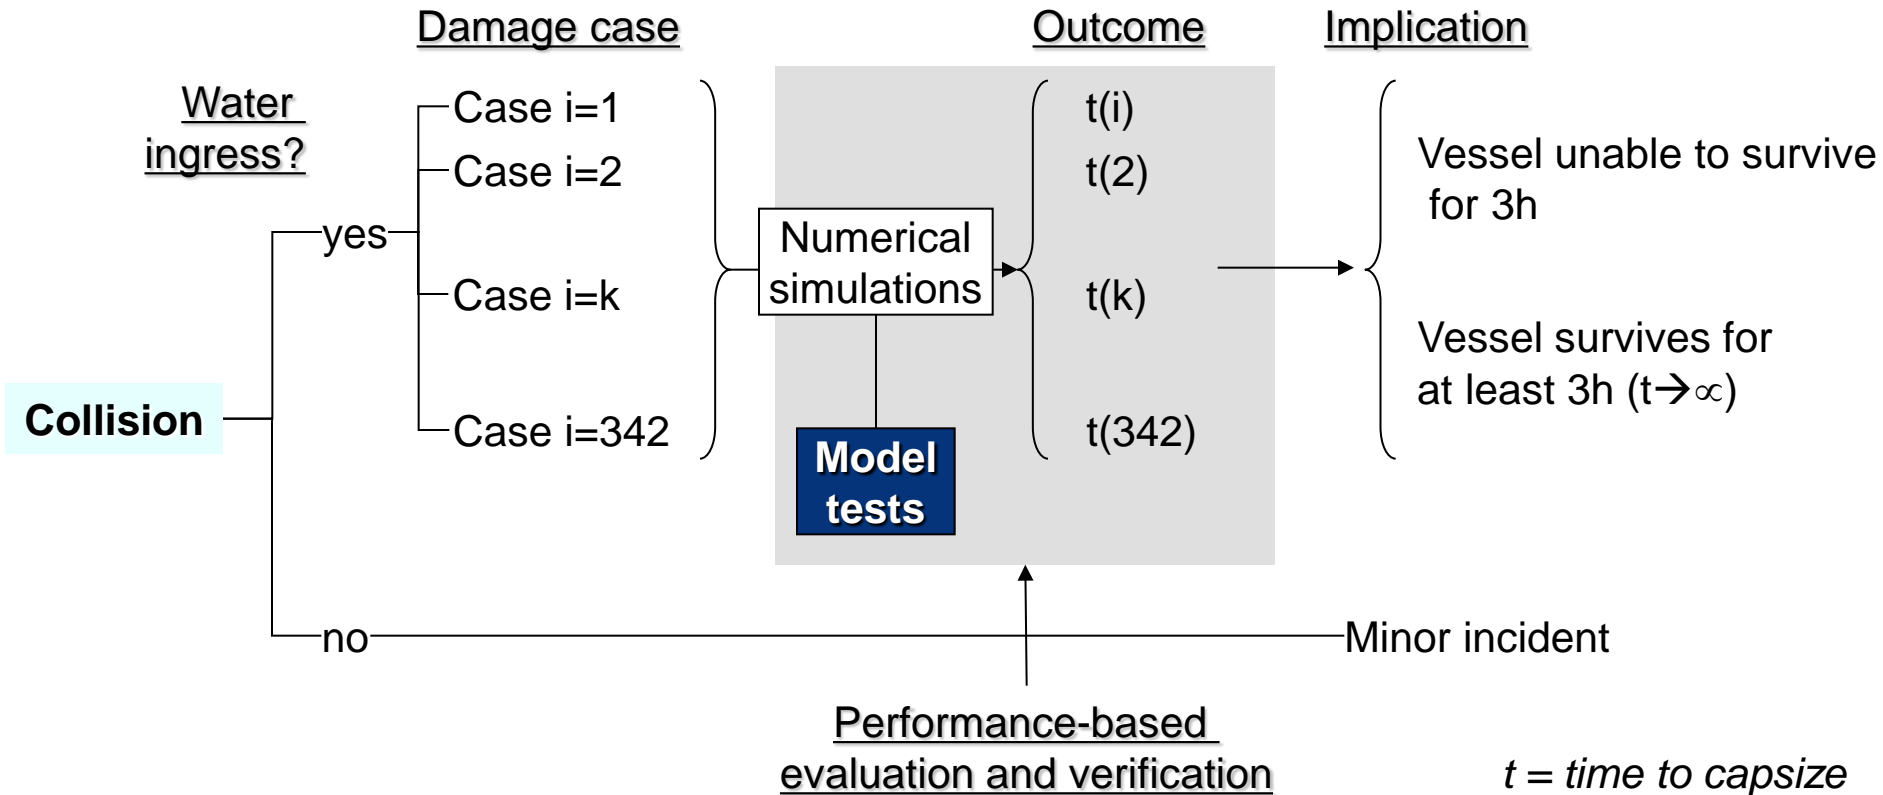 Damage case
Outcome
Implication
Water
ingress?
Case i=1
Case i=2
Case i=k
Case i=342
yes
Numerical
simulations
Model
tests
t(i)
t(2)
t(k)
t(342)
Vessel unable to survive
for 3h
Vessel survives for
at least 3h (t→∝)
Collision
no
Minor incident
Performance-based
evaluation and verification
t = time to capsize